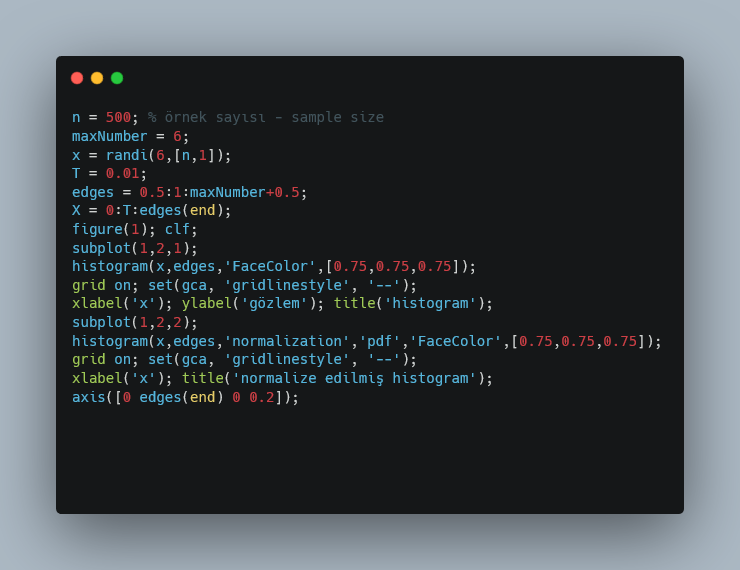 n = 500; % örnek sayısı - sample size
maxNumber = 6;
x = randi(6,[n,1]);
T = 0.01;
edges = 0.5:1:maxNumber+0.5;
X = 0:T:edges(end);
figure(1); clf;
subplot(1,2,1);
histogram(x,edges,'FaceColor',[0.75,0.75,0.75]);
grid on; set(gca, 'gridlinestyle', '--');
xlabel('x'); ylabel('gözlem'); title('histogram');
subplot(1,2,2);
histogram(x,edges,'normalization','pdf','FaceColor',[0.75,0.75,0.75]);
grid on; set(gca, 'gridlinestyle', '--');
xlabel('x'); title('normalize edilmiş histogram');
axis([0 edges(end) 0 0.2]);